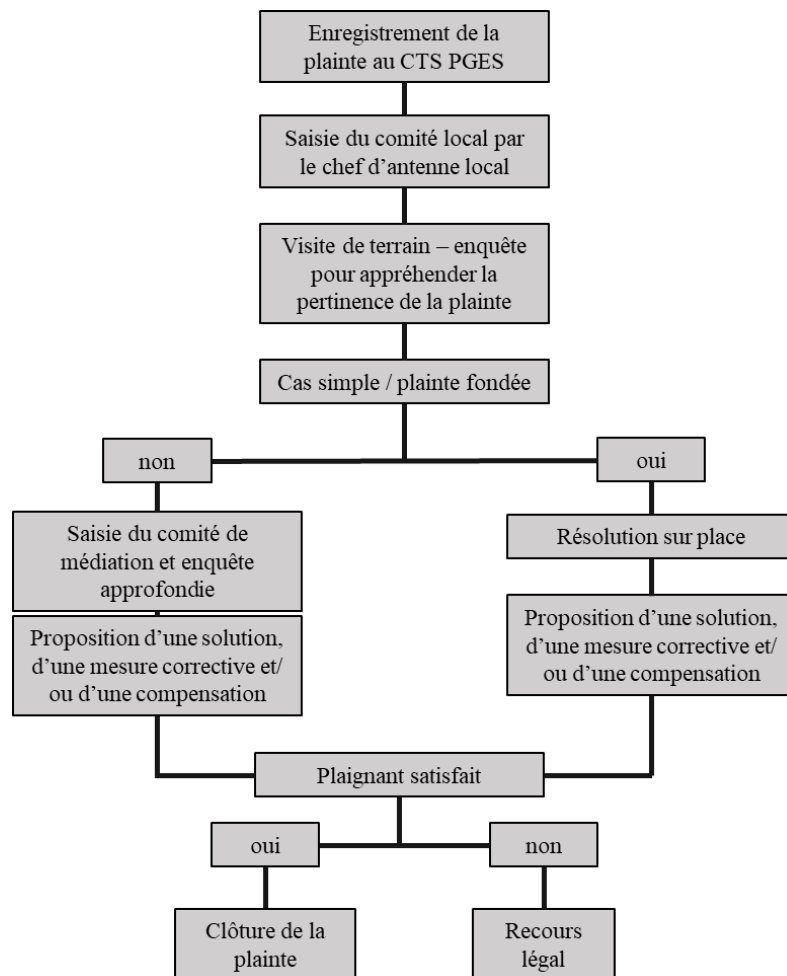 Enregistrement de la
plainte au CTS PGES
Saisie du comité local par
le chef d'antenne local
Visite de terrain – enquête
pour appréhender la
pertinence de la plainte
Cas simple / plainte fondée
non
oui
Saisie du comité de
médiation et enquête
approfondie
Résolution sur place
Proposition d'une solution,
d'une mesure corrective et/
ou d'une compensation
Proposition d'une solution,
d'une mesure corrective et/
ou d'une compensation
Plaignant satisfait
oui
non
Clôture de la
plainte
Recours
légal